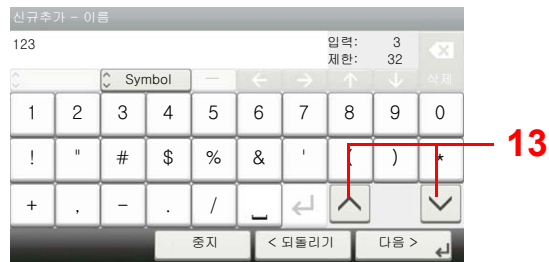 신규추가 - 이름
123 입력: 3
제한: 32
Symbol 삭제
1 2 3 4 5 6 7 8 9 0
! " # $ % & ' ( ) *
+ , - . /
13
중지 < 되돌리기 다음 >